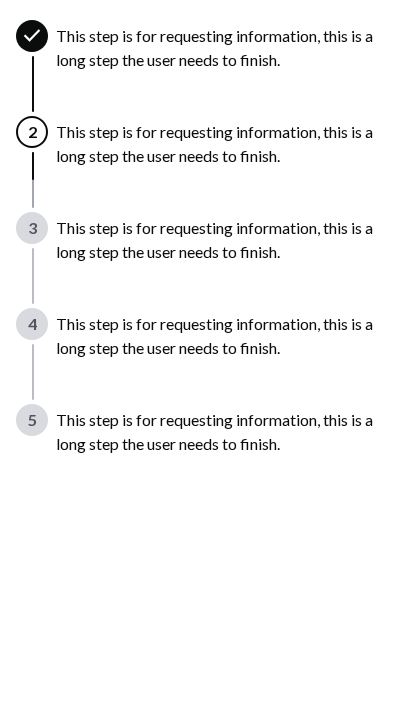 This step is for requesting information, this is a
long step the user needs to finish.
2
This step is for requesting information, this is a
long step the user needs to finish.
3
This step is for requesting information, this is a
long step the user needs to finish.
4
This step is for requesting information, this is a
long step the user needs to finish.
5
This step is for requesting information, this is a
long step the user needs to finish.